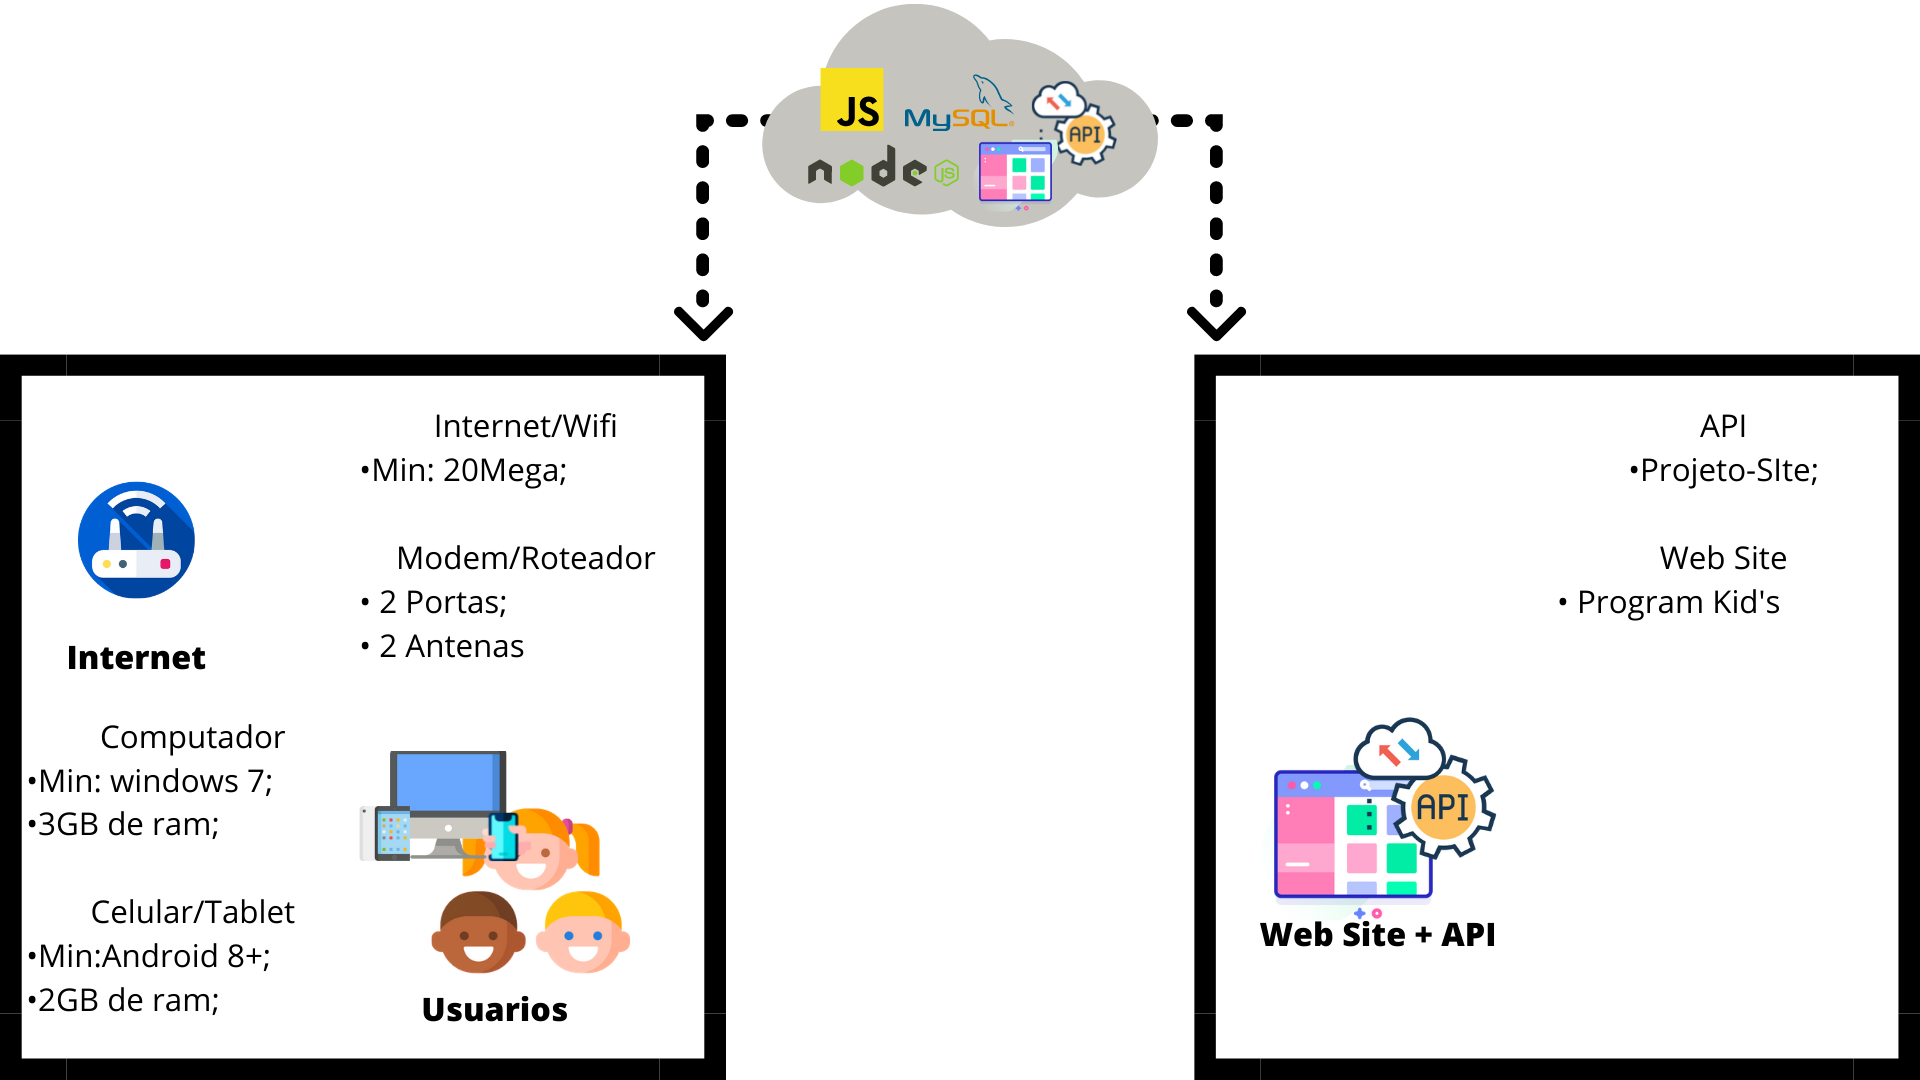 JS
MySQL
API
node
JS
Internet/Wifi
•Min: 20Mega;
Modem/Roteador
• 2 Portas;
• 2 Antenas
Internet
Computador
•Min: windows 7;
•3GB de ram;
Celular/Tablet
•Min:Android 8+;
•2GB de ram;
Usuarios
API
•Projeto-SIte;
Web Site
• Program Kid's
API
Web Site + API